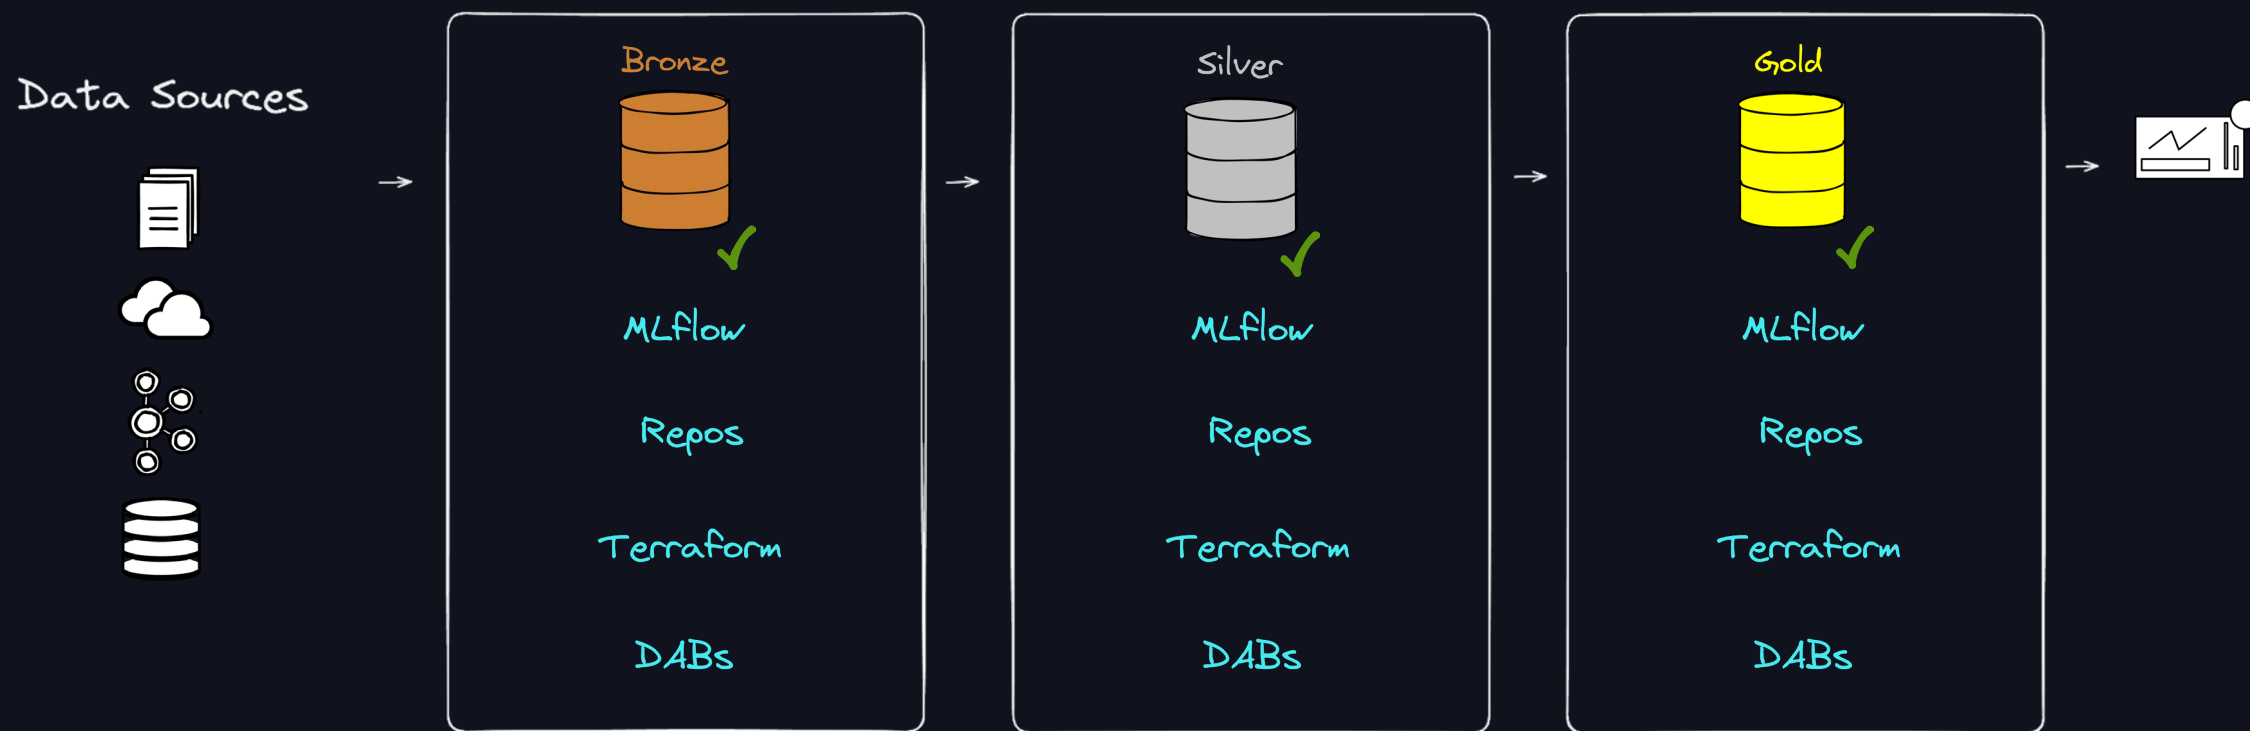 Data Sources
Bronze
MLflow
Repos
Terraform
DABs
Silver
MLflow
Repos
Terraform
DABs
Gold
MLflow
Repos
Terraform
DABs